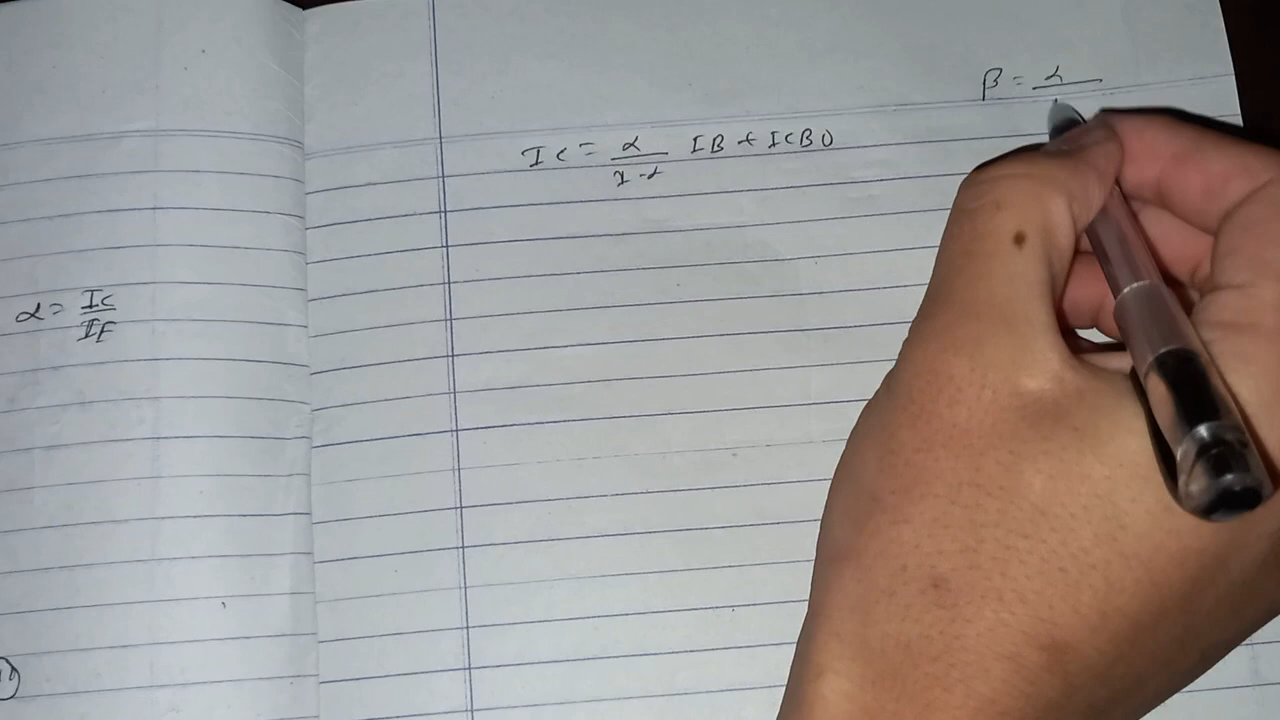 β = α
IC = α/1-α IB + ICBO
α = IC/IE